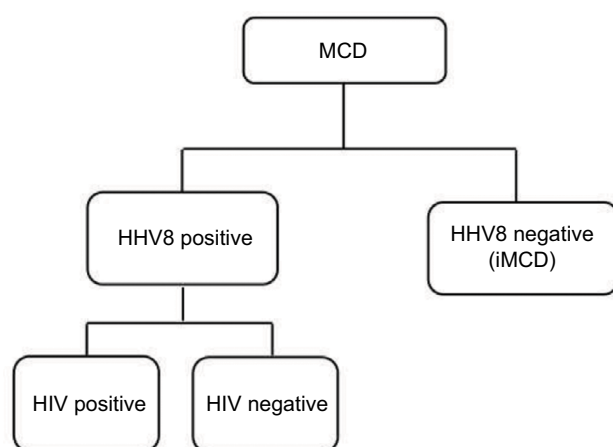 MCD
HHV8 positive
HHV8 negative
(iMCD)
HIV positive
HIV negative